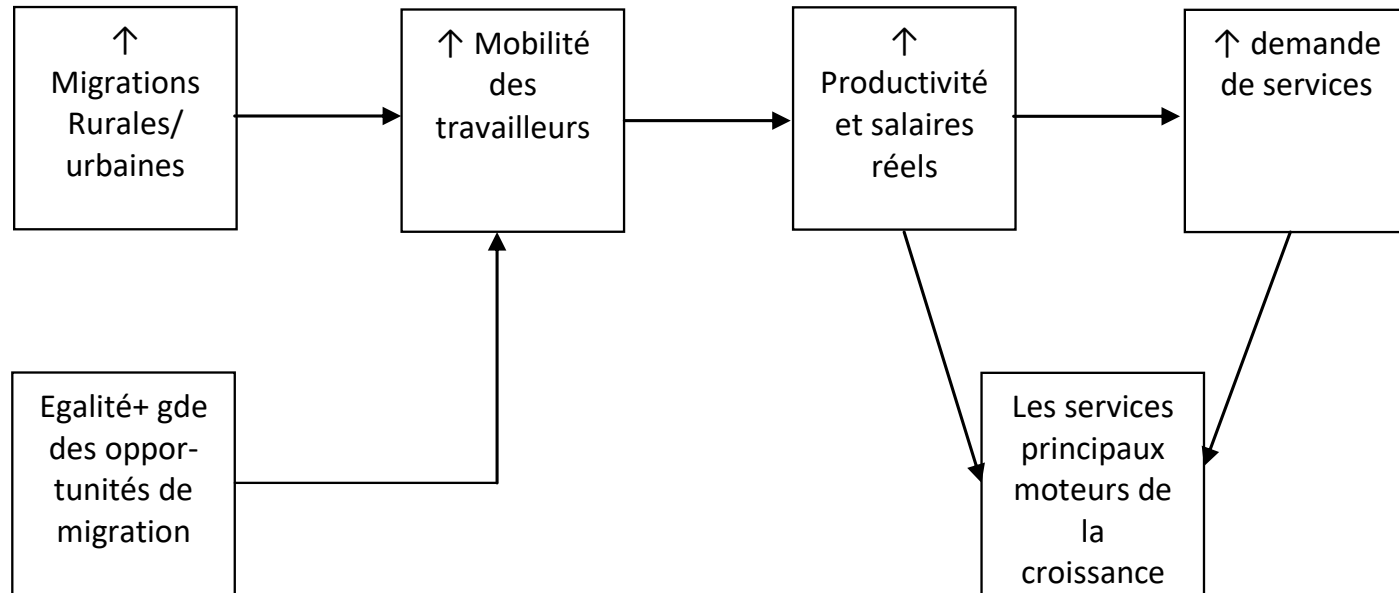 ↑
Migrations
Rurales/
urbaines
↑ Mobilité
des
travailleurs
↑
Productivité
et salaires
réels
↑ demande
de services
Egalité+ gde
des oppor-
tunités de
migration
Les services
principaux
moteurs de
la
croissance